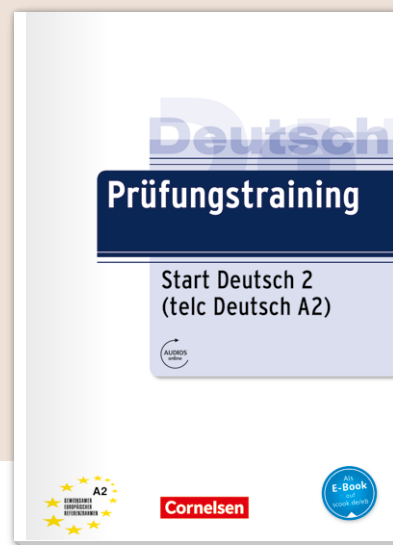 Deutsch
Prüfungstraining
Start Deutsch 2
(telc Deutsch A2)
AUDIOS
online
A2
GEMEINSAMER
EUROPÄISCHER
REFERENZRAHMEN
Cornelsen
Als
E-Book
auf
scook.de/eb